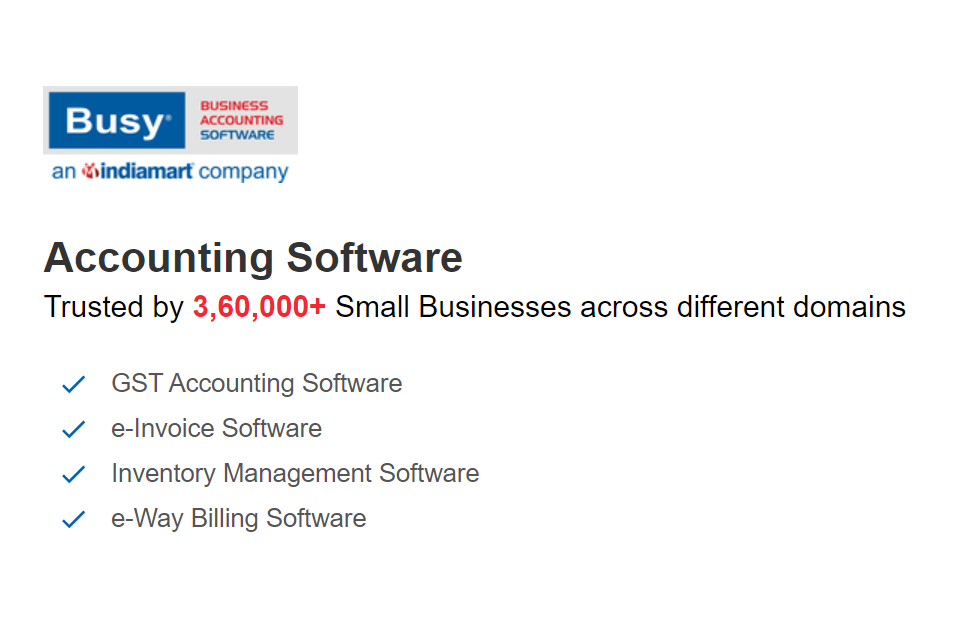 Busy®
BUSINESS
ACCOUNTING
SOFTWARE
an indiamart company
Accounting Software
Trusted by 3,60,000+ Small Businesses across different domains
GST Accounting Software
e-Invoice Software
Inventory Management Software
e-Way Billing Software